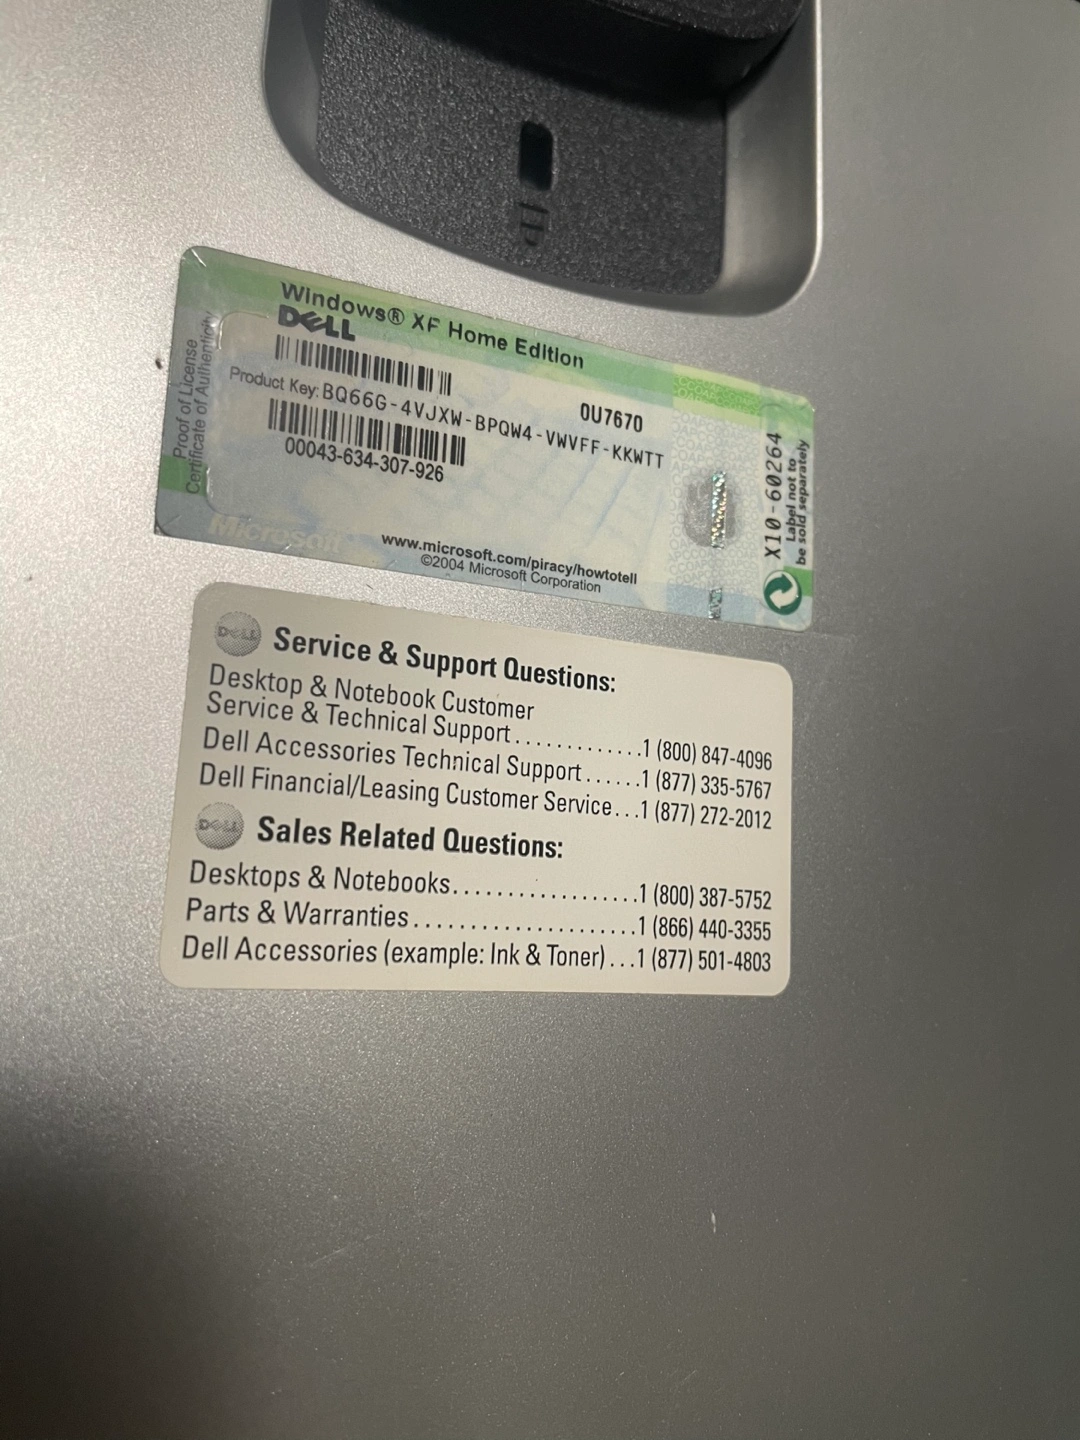 Windows® XP Home Edition
DELL
0U7670
Product Key: BQ66G-4VJXW-BPQW4-VWVFF-KKWTT
00043-634-307-926
Proof of License
Certificate of Authenticity
Microsoft
www.microsoft.com/piracy/howtotell
©2004 Microsoft Corporation
X10-60264
Label not to
be sold separately
DELL Service & Support Questions:
Desktop & Notebook Customer
Service & Technical Support.............1 (800) 847-4096
Dell Accessories Technical Support......1 (877) 335-5767
Dell Financial/Leasing Customer Service...1 (877) 272-2012
DELL Sales Related Questions:
Desktops & Notebooks..................1 (800) 387-5752
Parts & Warranties.....................1 (866) 440-3355
Dell Accessories (example: Ink & Toner)...1 (877) 501-4803